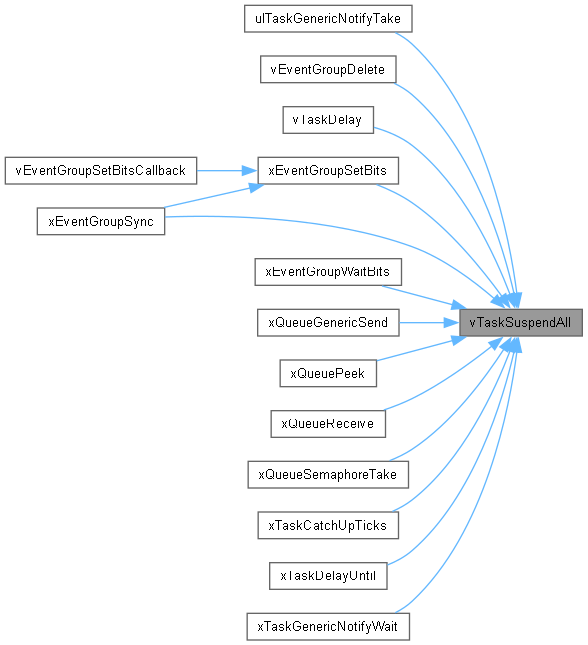 ulTaskGenericNotifyTake
vEventGroupDelete
vTaskDelay
vEventGroupSetBitsCallback
xEventGroupSetBits
xEventGroupSync
xEventGroupWaitBits
xQueueGenericSend
vTaskSuspendAll
xQueuePeek
xQueueReceive
xQueueSemaphoreTake
xTaskCatchUpTicks
xTaskDelayUntil
xTaskGenericNotifyWait